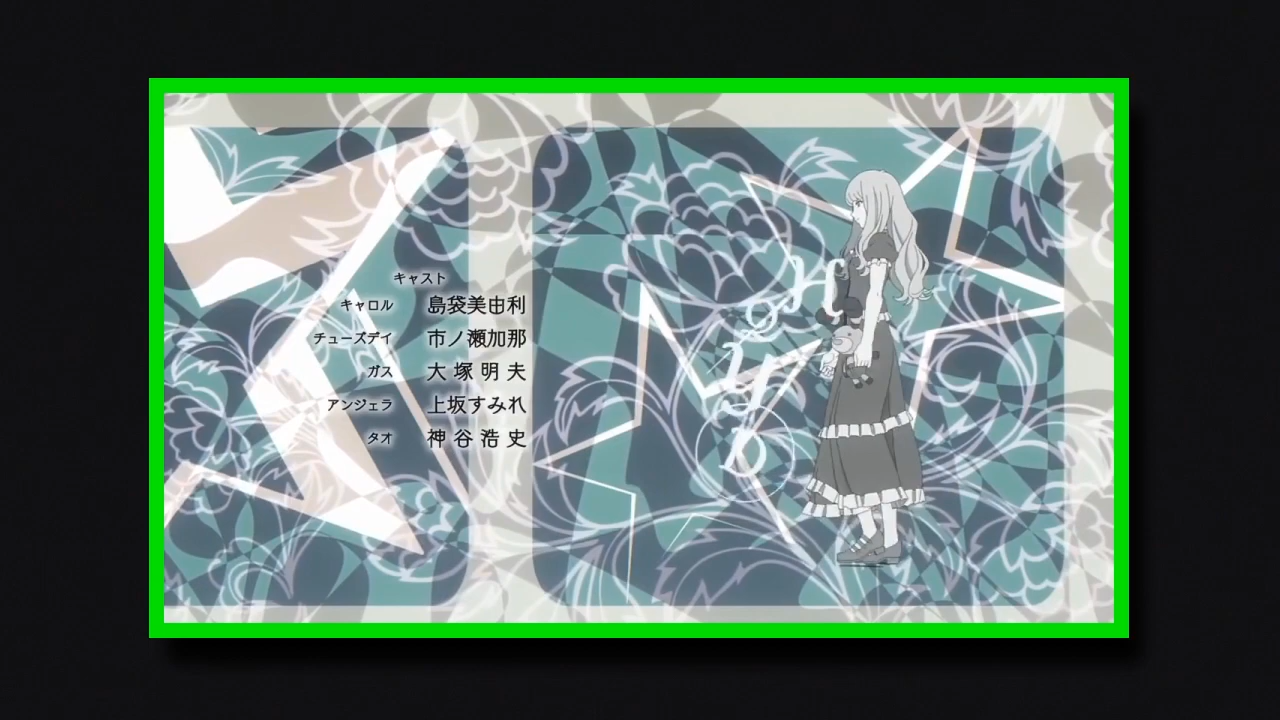 キャスト
キャロル 島袋美由利
チューズデイ 市ノ瀬加那
ガス 大塚明夫
アンジェラ 上坂すみれ
タオ 神谷浩史